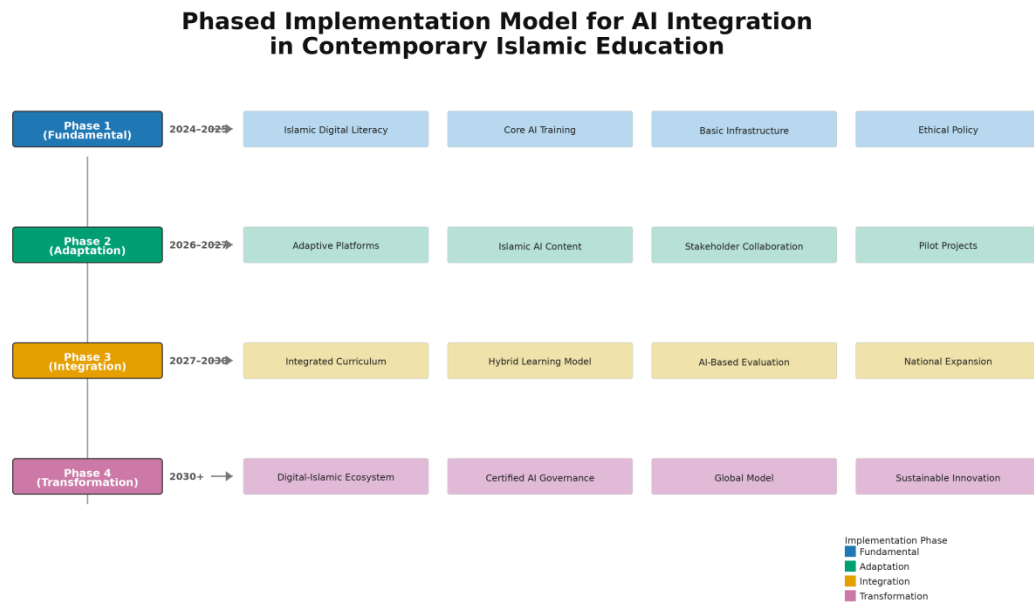 Phased Implementation Model for AI Integration
in Contemporary Islamic Education
Phase 1
(Fundamental)
2024–2025
Islamic Digital Literacy
Core AI Training
Basic Infrastructure
Ethical Policy
Phase 2
(Adaptation)
2026–2027
Adaptive Platforms
Islamic AI Content
Stakeholder Collaboration
Pilot Projects
Phase 3
(Integration)
2027–2030
Integrated Curriculum
Hybrid Learning Model
AI-Based Evaluation
National Expansion
Phase 4
(Transformation)
2030+
Digital-Islamic Ecosystem
Certified AI Governance
Global Model
Sustainable Innovation
Implementation Phase
Fundamental
Adaptation
Integration
Transformation